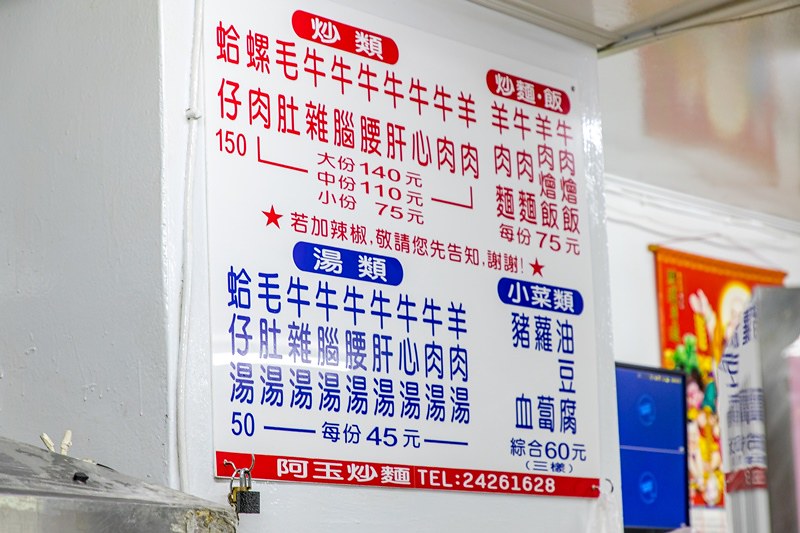 炒類
蛤仔
螺肉
毛肚
牛雜
牛腦
牛腰
牛肝
牛心
牛肉
羊肉
150
大份140元
中份110元
小份 75元
炒麵·飯
羊肉麵
牛肉麵
羊肉燴飯
牛肉燴飯
每份75元
★若加辣椒,敬請您先告知,謝謝!★
湯類
蛤仔湯
毛肚湯
牛雜湯
牛腦湯
牛腰湯
牛肝湯
牛心湯
牛肉湯
羊肉湯
50
每份45元
小菜類
豬血
蘿蔔
油豆腐
綜合60元
(三樣)
阿玉炒麵 TEL:24261628